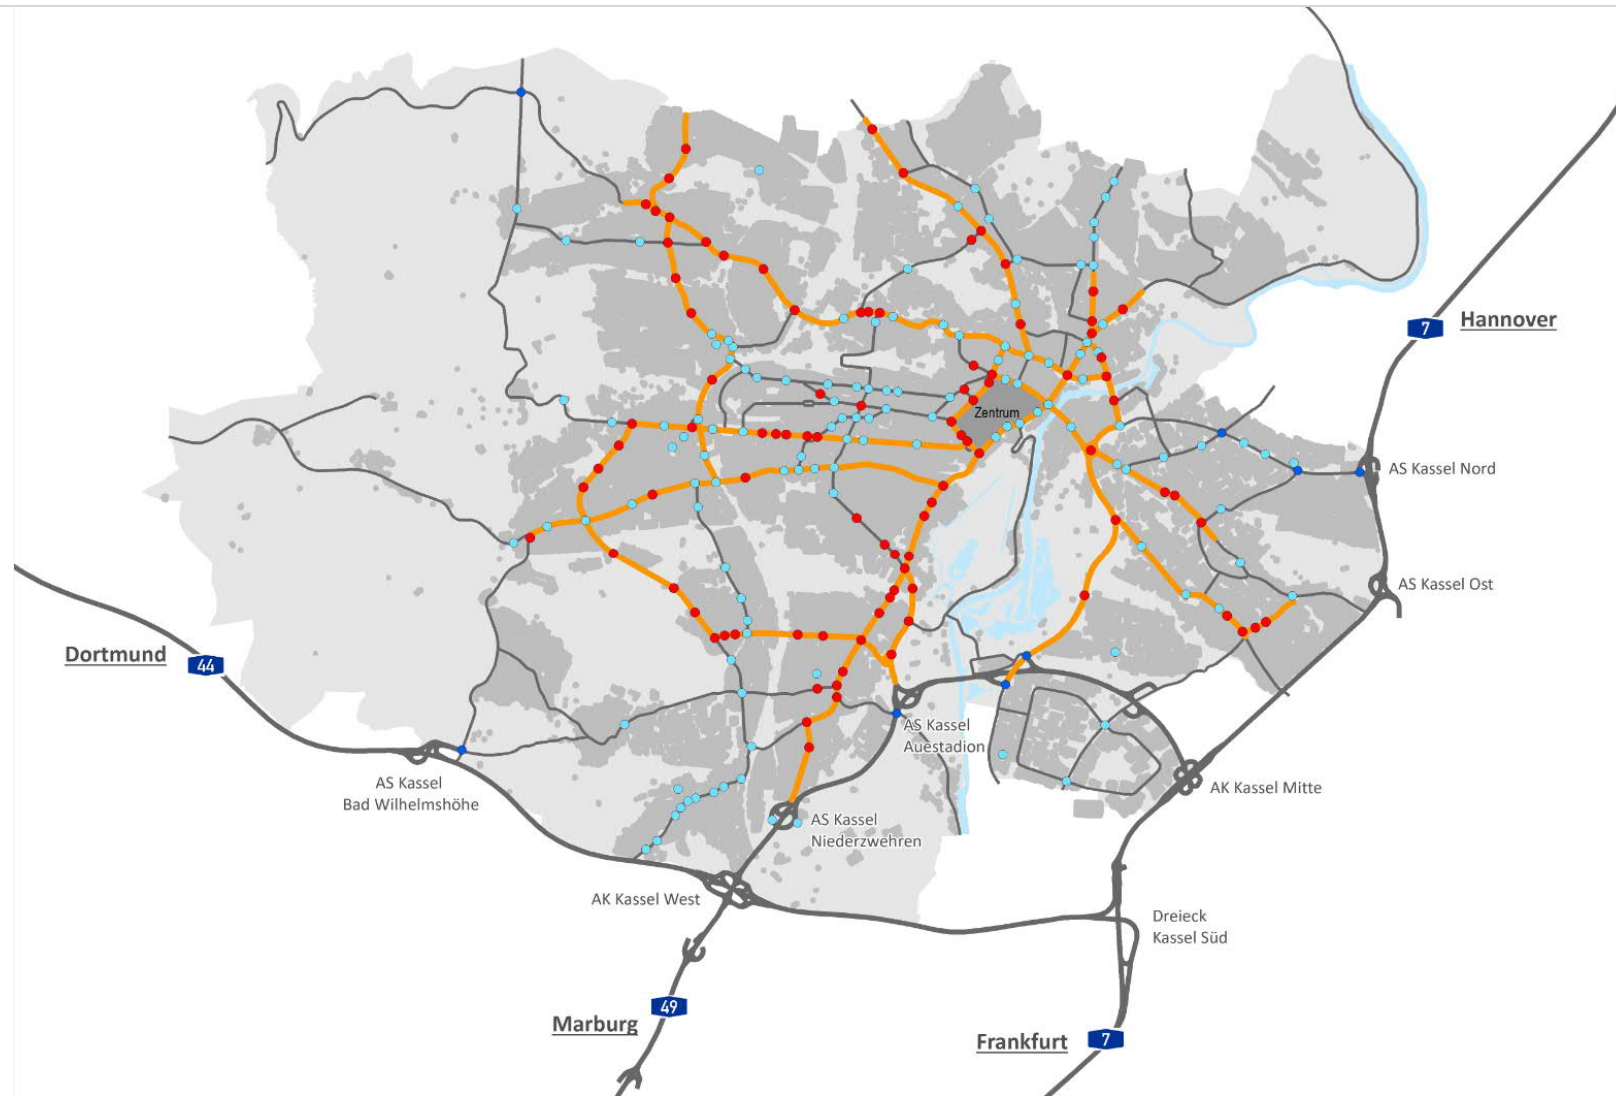 7
Hannover
Zentrum
AS Kassel Nord
AS Kassel Ost
Dortmund
44
AS Kassel
Auestadion
AS Kassel
Bad Wilhelmshöhe
AK Kassel Mitte
AS Kassel
Niederzwehren
AK Kassel West
Dreieck
Kassel Süd
49
Marburg
Frankfurt
7